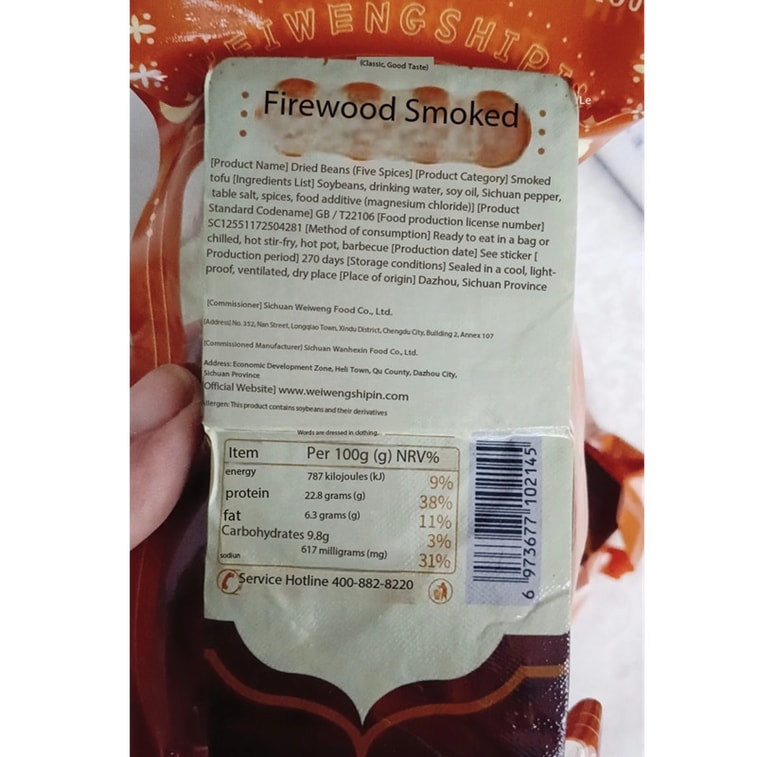 EIWENGSHIPI
(Classic, Good Taste)
YLe
Firewood Smoked
[Product Name] Dried Beans (Five Spices) [Product Category] Smoked
tofu [Ingredients List] Soybeans, drinking water, soy oil, Sichuan pepper,
table salt, spices, food additive (magnesium chloride)] [Product
Standard Codename] GB / T22106 [Food production license number]
SC12551172504281 [Method of consumption] Ready to eat in a bag or
chilled, hot stir-fry, hot pot, barbecue [Production date] See sticker [
Production period] 270 days [Storage conditions] Sealed in a cool, light-
proof, ventilated, dry place [Place of origin] Dazhou, Sichuan Province
[Commissioner] Sichuan Weiweng Food Co., Ltd.
[Address] No. 312, Nan Street, Longqiao Town, Xindu District, Chengdu City, Building 2, Annex 107
[Commissioned Manufacturer] Sichuan Wanhexin Food Co., Ltd.
Address: Economic Development Zone, Heli Town, Qu County, Dazhou City,
Sichuan Province
Official Website] www.weiwengshipin.com
allergen: This product contains soybeans and their derivatives
Words are dressed in clothing.
Item Per 100g (g) NRV%
energy 787 kilojoules (kJ) 9%
protein 22.8 grams (g) 38%
fat 6.3 grams (g) 11%
Carbohydrates 9.8g 3%
sodiun 617 milligrams (mg) 31%
Service Hotline 400-882-8220
6 973677 102145